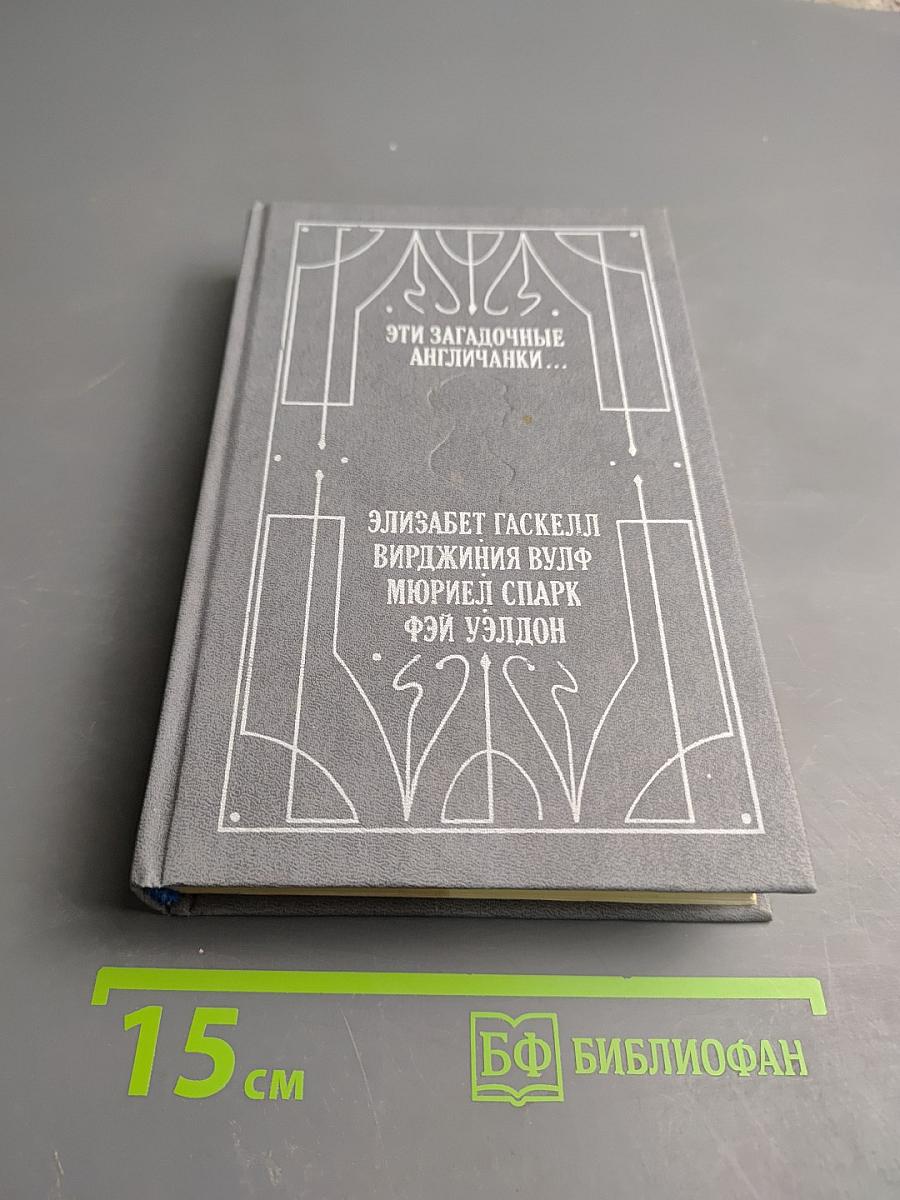 ЭТИ ЗАГАДОЧНЫЕ
АНГЛИЧАНКИ...
ЭЛИЗАБЕТ ГАСКЕЛЛ
ВИРДЖИНИЯ ВУЛФ
МЮРИЕЛ СПАРК
ФЭЙ УЭЛДОН
15 см
БФ БИБЛИОФАН